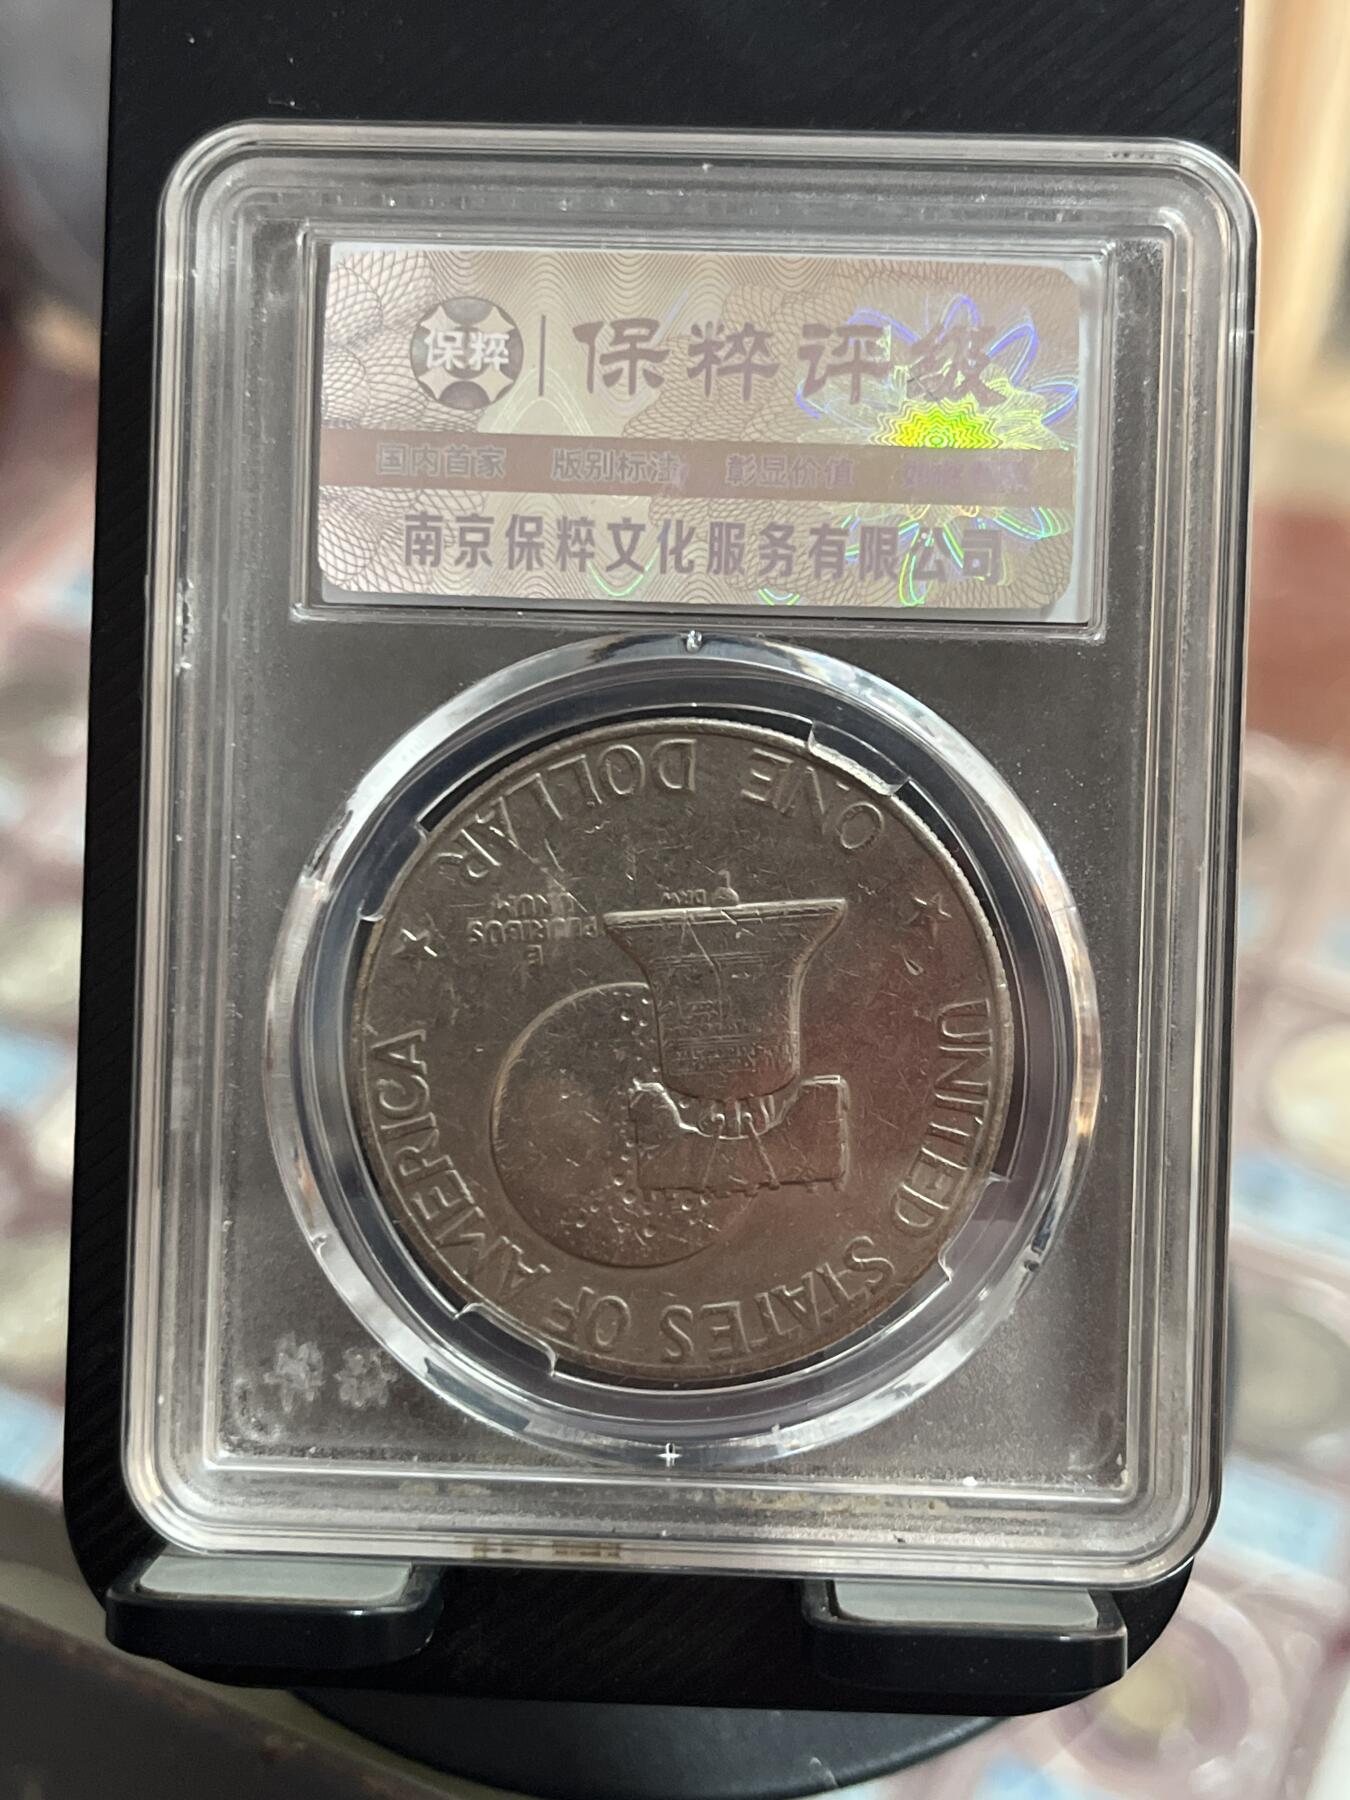 保粹 保粹评级
国内首家 版别标注 彰显价值
南京保粹文化服务有限公司
UNITED STATES OF AMERICA
E
PLURIBUS
UNUM
ONE DOLLAR